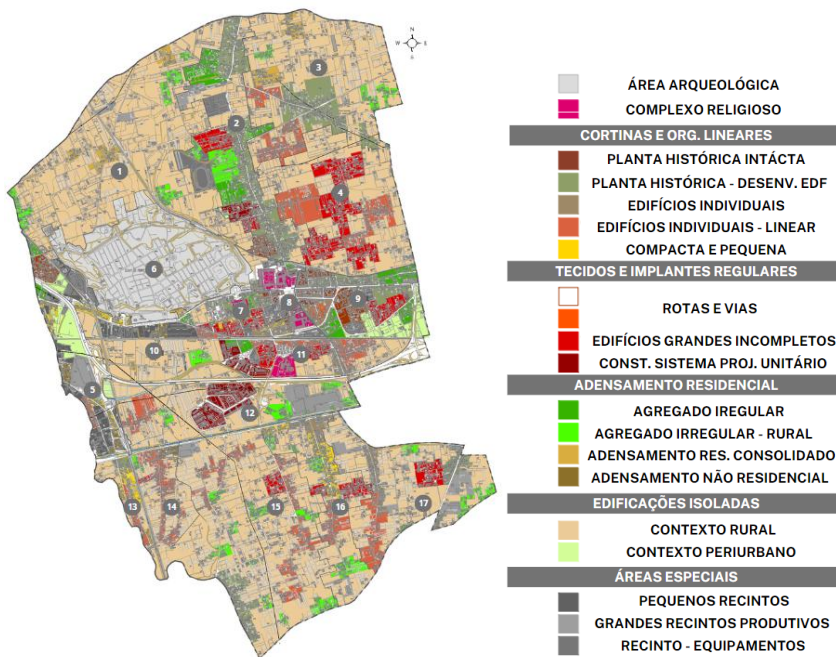 N
W
E
S
3
2
1
4
6
7
8
9
10
11
5
12
13
14
15
16
17
ÁREA ARQUEOLÓGICA
COMPLEXO RELIGIOSO
CORTINAS E ORG. LINEARES
PLANTA HISTÓRICA INTÁCTA
PLANTA HISTÓRICA - DESENV. EDF
EDIFÍCIOS INDIVIDUAIS
EDIFÍCIOS INDIVIDUAIS - LINEAR
COMPACTA E PEQUENA
TECIDOS E IMPLANTES REGULARES
ROTAS E VIAS
EDIFÍCIOS GRANDES INCOMPLETOS
CONST. SISTEMA PROJ. UNITÁRIO
ADENSAMENTO RESIDENCIAL
AGREGADO IREGULAR
AGREGADO IRREGULAR - RURAL
ADENSAMENTO RES. CONSOLIDADO
ADENSAMENTO NÃO RESIDENCIAL
EDIFICAÇÕES ISOLADAS
CONTEXTO RURAL
CONTEXTO PERIURBANO
ÁREAS ESPECIAIS
PEQUENOS RECINTOS
GRANDES RECINTOS PRODUTIVOS
RECINTO - EQUIPAMENTOS